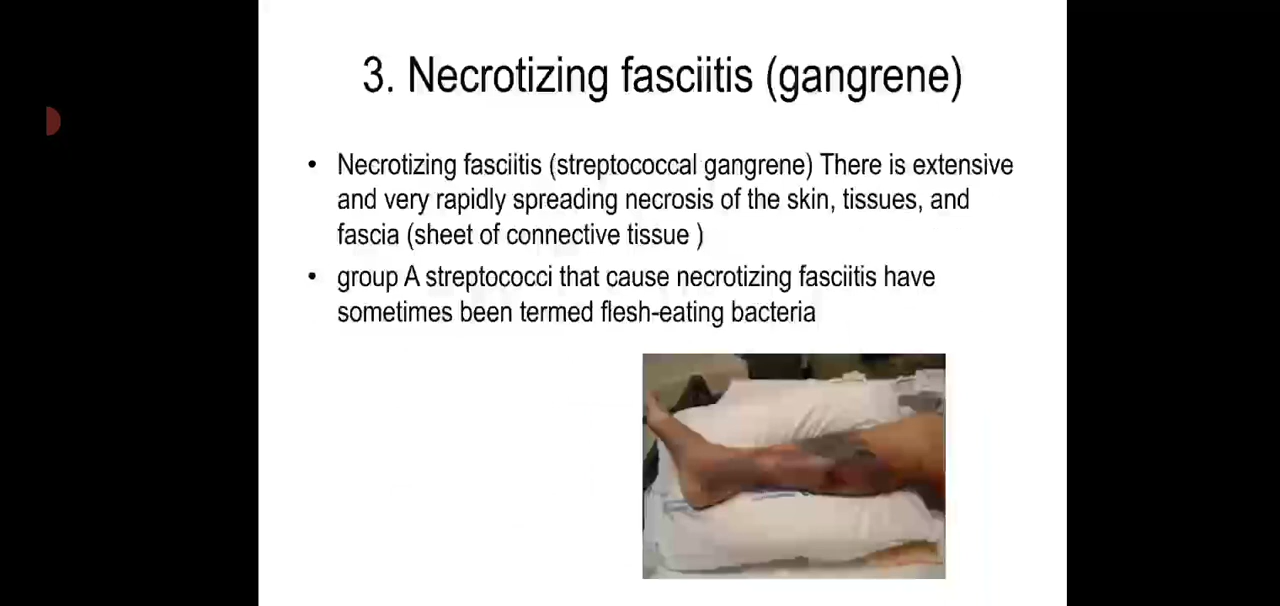 3. Necrotizing fasciitis (gangrene)
• Necrotizing fasciitis (streptococcal gangrene) There is extensive
and very rapidly spreading necrosis of the skin, tissues, and
fascia (sheet of connective tissue )
• group A streptococci that cause necrotizing fasciitis have
sometimes been termed flesh-eating bacteria